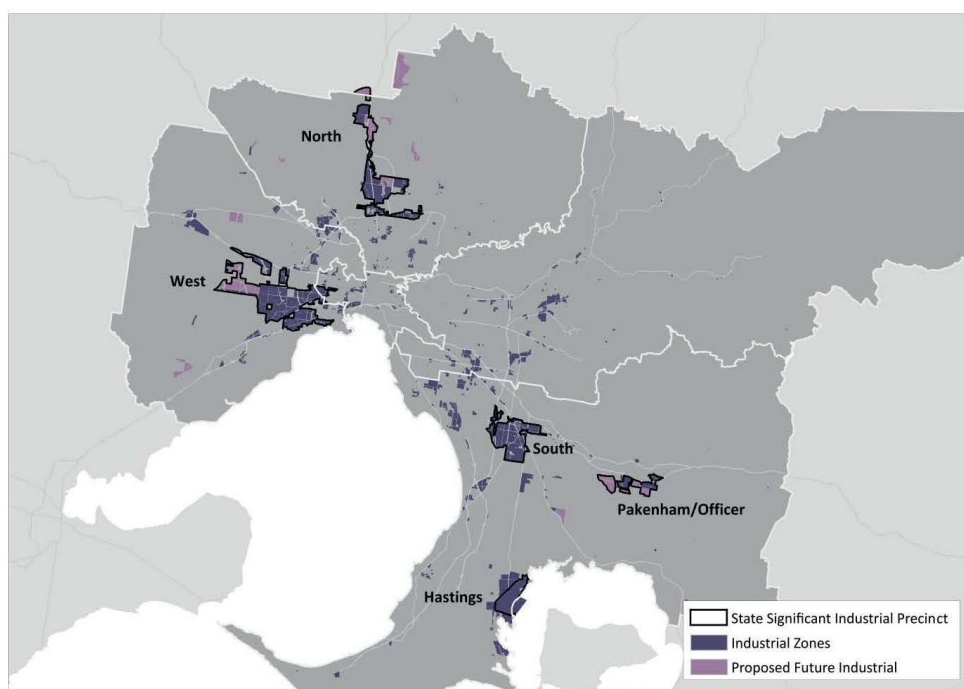 North
West
South
Pakenham/Officer
Hastings
State Significant Industrial Precinct
Industrial Zones
Proposed Future Industrial